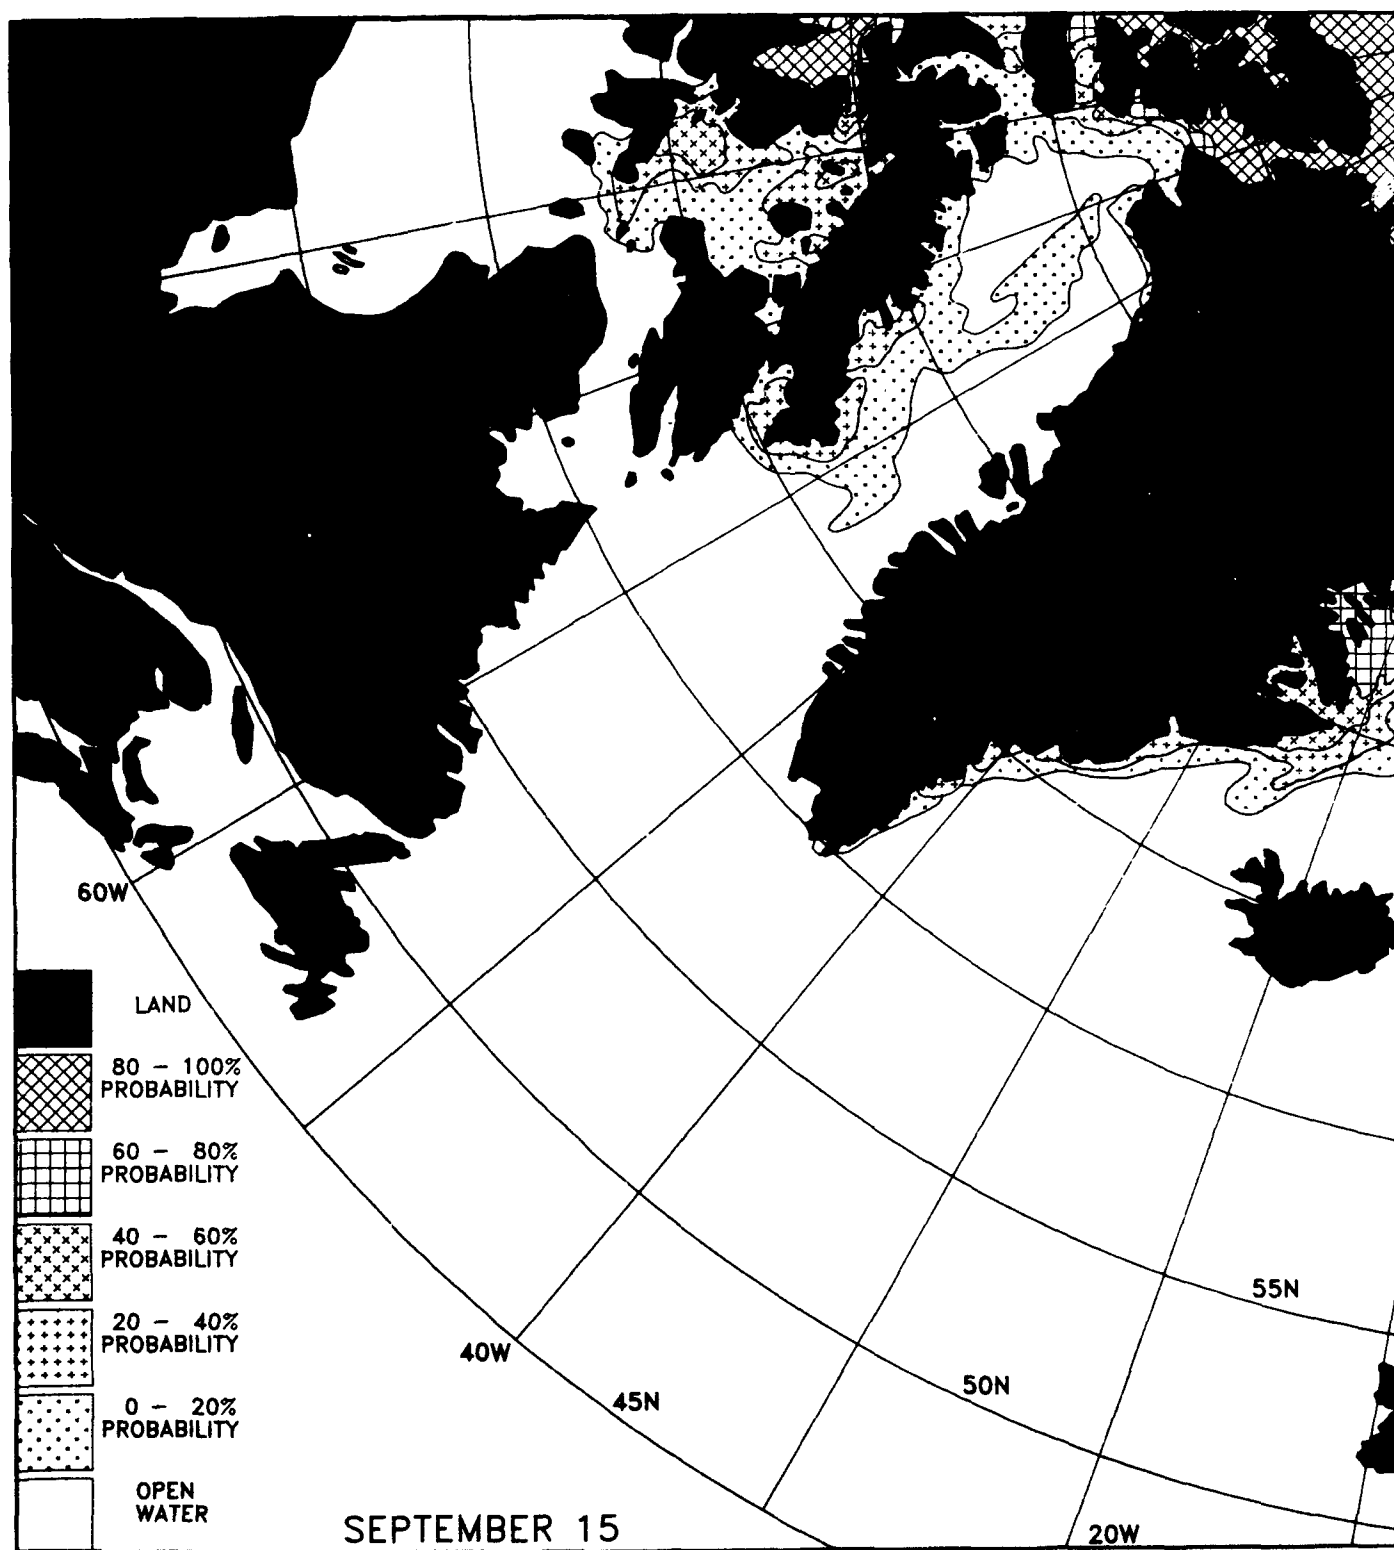 60W
LAND
80 - 100%
PROBABILITY
60 - 80%
PROBABILITY
40 - 60%
PROBABILITY
20 - 40%
PROBABILITY
0 - 20%
PROBABILITY
OPEN
WATER
SEPTEMBER 15
40W
45N
50N
55N
20W